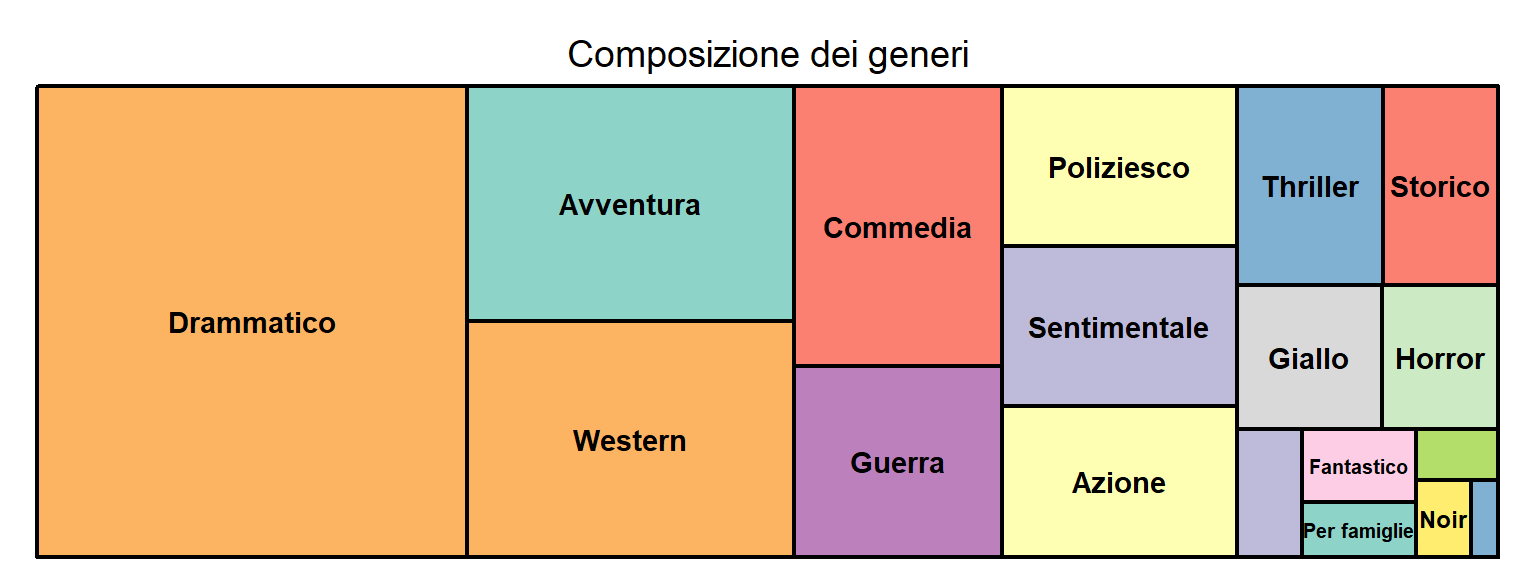 Composizione dei generi
Drammatico
Avventura
Western
Commedia
Guerra
Poliziesco
Sentimentale
Azione
Thriller
Storico
Giallo
Horror
Fantastico
Per famiglie
Noir